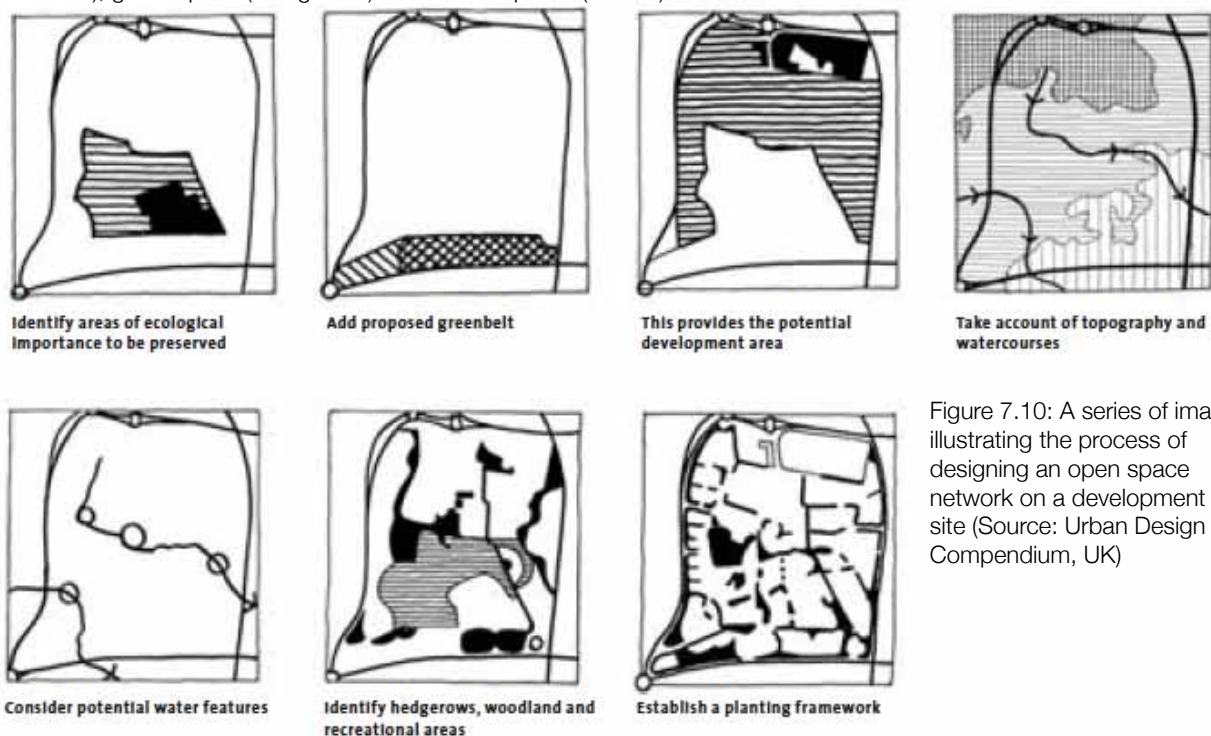 Identify areas of ecological
importance to be preserved
Add proposed greenbelt
This provides the potential
development area
Take account of topography and
watercourses
Figure 7.10: A series of ima
illustrating the process of
designing an open space
network on a development
site (Source: Urban Design
Compendium, UK)
Consider potential water features
Identify hedgerows, woodland and
recreational areas
Establish a planting framework